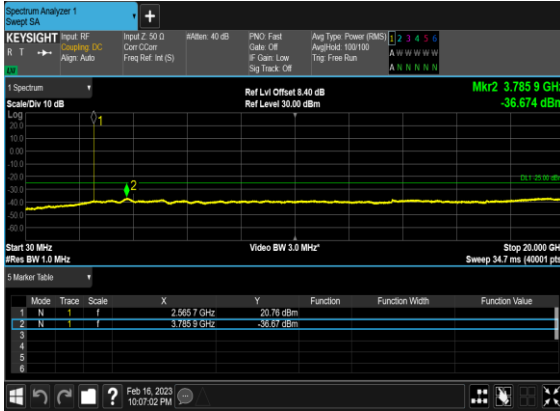 Spectrum Analyzer 1
Swept SA
+
KEYSIGHT Input: RF Input Z: 50 Ω #Atten: 40 dB PNO: Fast Avg Type: Power (RMS) 1 2 3 4 5 6
R T Coupling: DC Corr CCorr Gate: Off Avg|Hold: 100/100 A W W W W W
Align: Auto Freq Ref: Int (S) IF Gain: Low Trig: Free Run
Sig Track: Off A N N N N N
1 Spectrum Ref Lvl Offset 8.40 dB Mkr2 3.785 9 GHz
Scale/Div 10 dB Ref Level 30.00 dBm -36.674 dBm
Log
20.0
10.0
0.00
-10.0
-20.0
-30.0
-40.0
-50.0
-60.0
1
2
DL1 -25.00 dBm
Start 30 MHz Video BW 3.0 MHz* Stop 20.000 GH
#Res BW 1.0 MHz Sweep 34.7 ms (40001 pts
5 Marker Table
Mode Trace Scale X Y Function Function Width Function Value
1 N 1 f 2.565 7 GHz 20.76 dBm
2 N 1 f 3.785 9 GHz -36.67 dBm
3
4
5
6
? Feb 16, 2023
10:07:02 PM